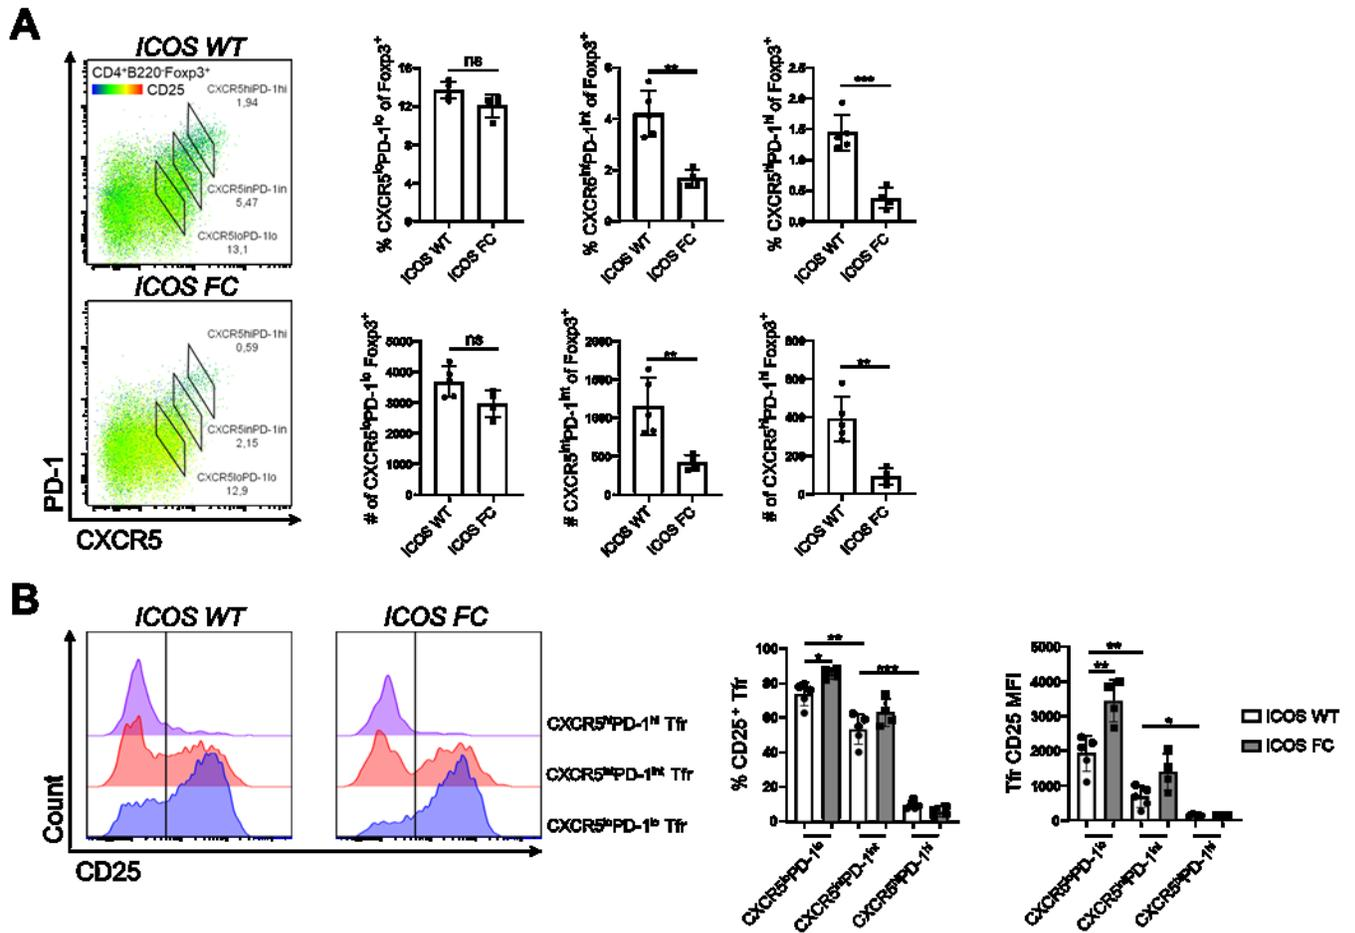 A
ICOS WT
CD4⁺B220⁻Foxp3⁺
CD25
CXCR5hiPD-1hi
1,94
CXCR5inPD-1in
5,47
CXCR5loPD-1lo
13,1
ICOS FC
CXCR5hiPD-1hi
0,59
CXCR5inPD-1in
2,15
CXCR5loPD-1lo
12,9
PD-1
CXCR5
% CXCR5ˡᵒPD-1ˡᵒ of Foxp3⁺
16
12
8
4
0
ns
ICOS WT
ICOS FC
% CXCR5ⁱⁿᵗPD-1ⁱⁿᵗ of Foxp3⁺
6
4
2
0
**
ICOS WT
ICOS FC
% CXCR5ʰⁱPD-1ʰⁱ of Foxp3⁺
2.5
2.0
1.5
1.0
0.5
0.0
***
ICOS WT
ICOS FC
# of CXCR5ˡᵒPD-1ˡᵒ Foxp3⁺
5000
4000
3000
2000
1000
0
ns
ICOS WT
ICOS FC
# CXCR5ⁱⁿᵗPD-1ⁱⁿᵗ of Foxp3⁺
2000
1500
1000
500
0
**
ICOS WT
ICOS FC
# of CXCR5ʰⁱPD-1ʰⁱ Foxp3⁺
800
600
400
200
0
**
ICOS WT
ICOS FC
B
ICOS WT
ICOS FC
Count
CD25
CXCR5ʰⁱPD-1ʰⁱ Tfr
CXCR5ⁱⁿᵗPD-1ⁱⁿᵗ Tfr
CXCR5ˡᵒPD-1ˡᵒ Tfr
% CD25⁺ Tfr
100
80
60
40
20
0
**
*
***
CXCR5ˡᵒPD-1ˡᵒ
CXCR5ⁱⁿᵗPD-1ⁱⁿᵗ
CXCR5ʰⁱPD-1ʰⁱ
Tfr CD25 MFI
5000
4000
3000
2000
1000
0
**
**
*
CXCR5ˡᵒPD-1ˡᵒ
CXCR5ⁱⁿᵗPD-1ⁱⁿᵗ
CXCR5ʰⁱPD-1ʰⁱ
ICOS WT
ICOS FC